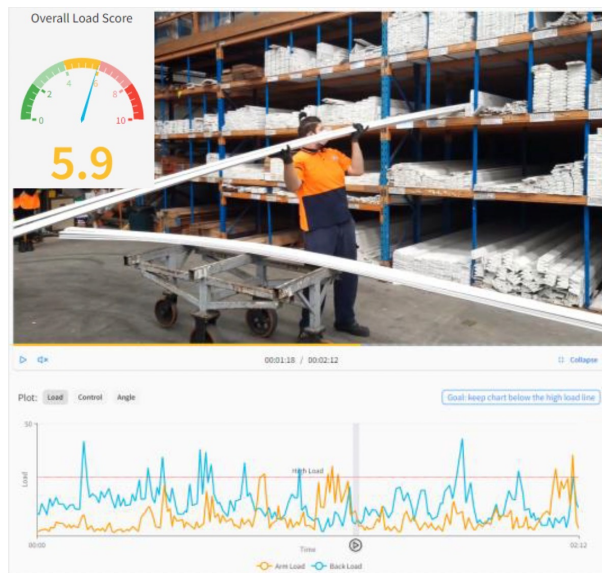 Overall Load Score
0
2
4
6
8
10
5.9
00:01:18 / 00:02:12
Collapse
Plot: Load Control Angle
Goal: keep chart below the high load line
50
High Load
Load
00:00
Time
02:12
Arm Load Back Load